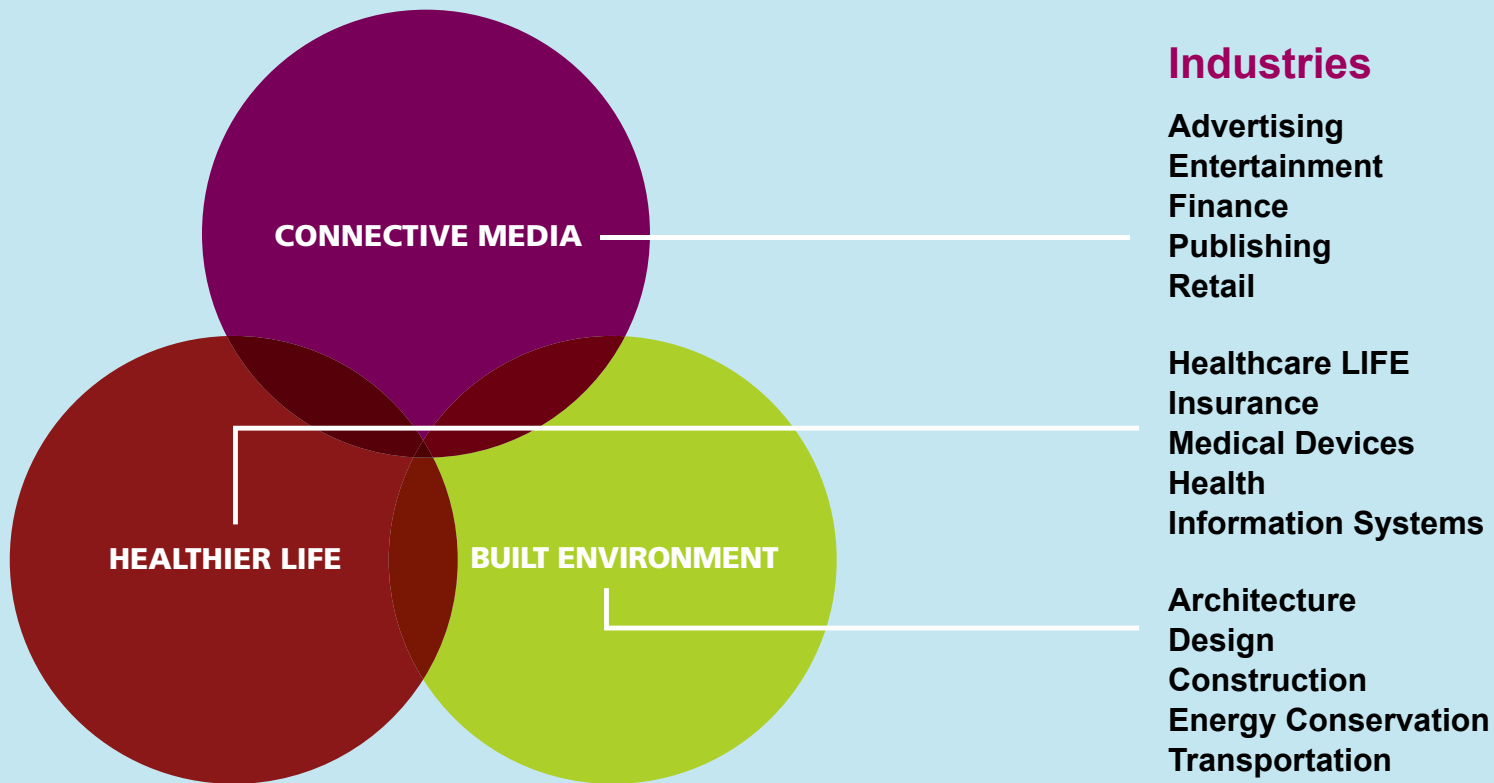 CONNECTIVE MEDIA
HEALTHIER LIFE
BUILT ENVIRONMENT
Industries
Advertising
Entertainment
Finance
Publishing
Retail
Healthcare LIFE
Insurance
Medical Devices
Health
Information Systems
Architecture
Design
Construction
Energy Conservation
Transportation